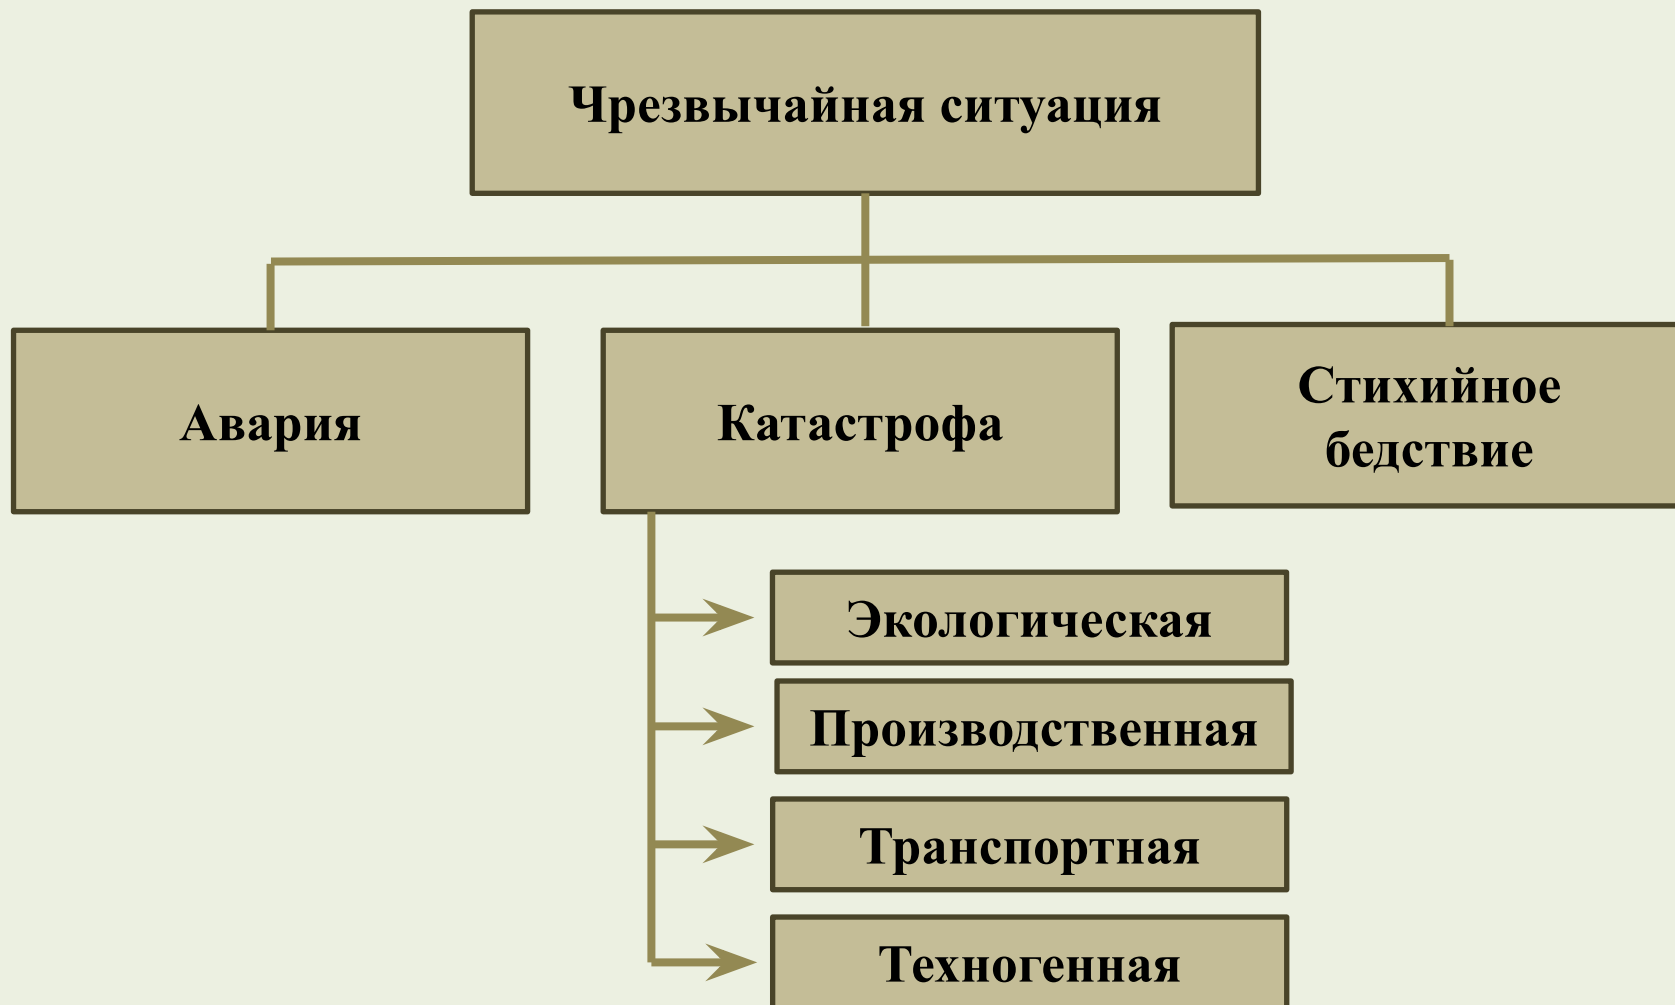 Чрезвычайная ситуация
Авария
Катастрофа
Стихийное
бедствие
Экологическая
Производственная
Транспортная
Техногенная